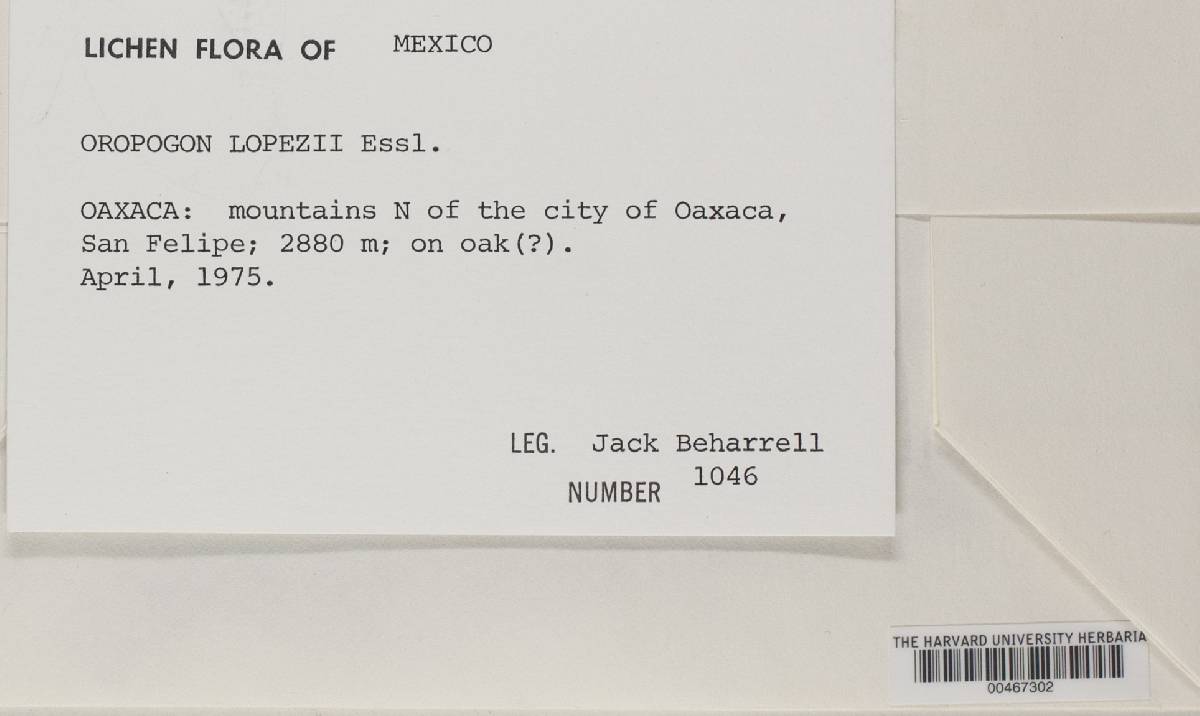 LICHEN FLORA OF MEXICO
OROPOGON LOPEZII Essl.
OAXACA: mountains N of the city of Oaxaca,
San Felipe; 2880 m; on oak(?).
April, 1975.
LEG. Jack Beharrell
NUMBER 1046
THE HARVARD UNIVERSITY HERBARIA
00467302